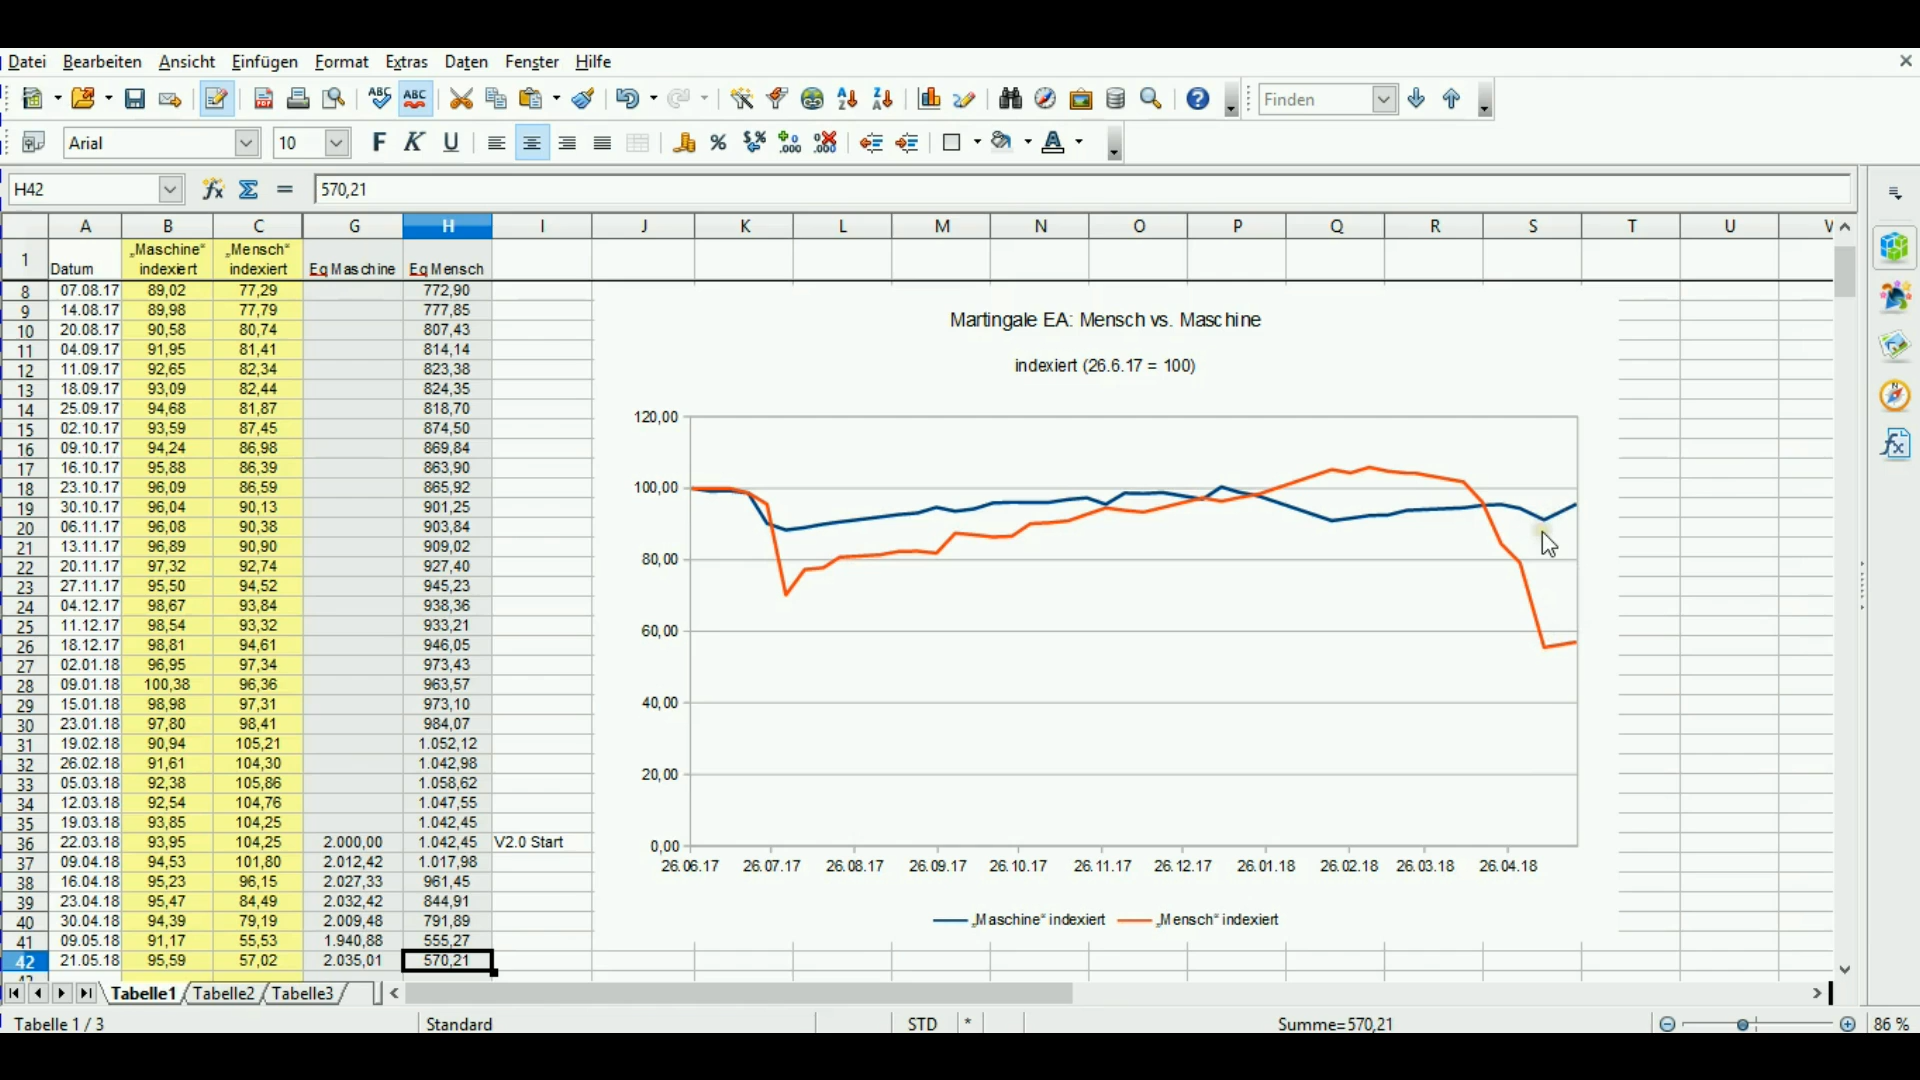 Datei Bearbeiten Ansicht Einfügen Format Extras Daten Fenster Hilfe
ABC ABC Finden
Arial 10 F K U
H42 570,21
A B C G H I J K L M N O P Q R S T U
1 Datum „Maschine“ indexiert „Mensch“ indexiert Eq Maschine Eq Mensch
8 07.08.17 89,02 77,29 772,90
9 14.08.17 89,98 77,79 777,85
10 20.08.17 90,58 80,74 807,43
11 04.09.17 91,95 81,41 814,14
12 11.09.17 92,65 82,34 823,38
13 18.09.17 93,09 82,44 824,35
14 25.09.17 94,68 81,87 818,70
15 02.10.17 93,59 87,45 874,50
16 09.10.17 94,24 86,98 869,84
17 16.10.17 95,88 86,39 863,90
18 23.10.17 96,09 86,59 865,92
19 30.10.17 96,04 90,13 901,25
20 06.11.17 96,08 90,38 903,84
21 13.11.17 96,89 90,90 909,02
22 20.11.17 97,32 92,74 927,40
23 27.11.17 95,50 94,52 945,23
24 04.12.17 98,67 93,84 938,36
25 11.12.17 98,54 93,32 933,21
26 18.12.17 98,81 94,61 946,05
27 02.01.18 96,95 97,34 973,43
28 09.01.18 100,38 96,36 963,57
29 15.01.18 98,98 97,31 973,10
30 23.01.18 97,80 98,41 984,07
31 19.02.18 90,94 105,21 1.052,12
32 26.02.18 91,61 104,30 1.042,98
33 05.03.18 92,38 105,86 1.058,62
34 12.03.18 92,54 104,76 1.047,55
35 19.03.18 93,85 104,25 1.042,45
36 22.03.18 93,95 104,25 2.000,00 1.042,45 V2.0 Start
37 09.04.18 94,53 101,80 2.012,42 1.017,98
38 16.04.18 95,23 96,15 2.027,33 961,45
39 23.04.18 95,47 84,49 2.032,42 844,91
40 30.04.18 94,39 79,19 2.009,48 791,89
41 09.05.18 91,17 55,53 1.940,88 555,27
42 21.05.18 95,59 57,02 2.035,01 570,21
Martingale EA: Mensch vs. Maschine
indexiert (26.6.17 = 100)
120,00
100,00
80,00
60,00
40,00
20,00
0,00
26.06.17 26.07.17 26.08.17 26.09.17 26.10.17 26.11.17 26.12.17 26.01.18 26.02.18 26.03.18 26.04.18
„Maschine“ indexiert „Mensch“ indexiert
Tabelle1 Tabelle2 Tabelle3
Tabelle 1 / 3 Standard STD * Summe=570,21 86 %